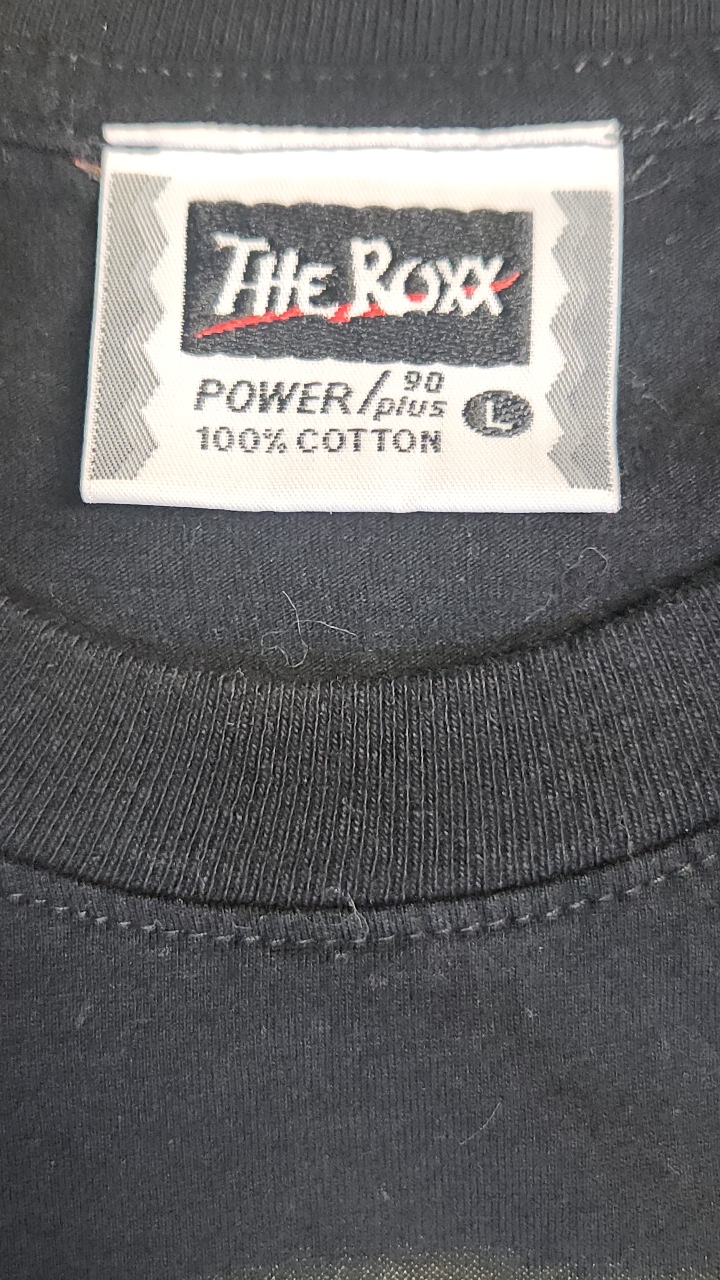 THE ROXX
POWER/90 plus L
100% COTTON